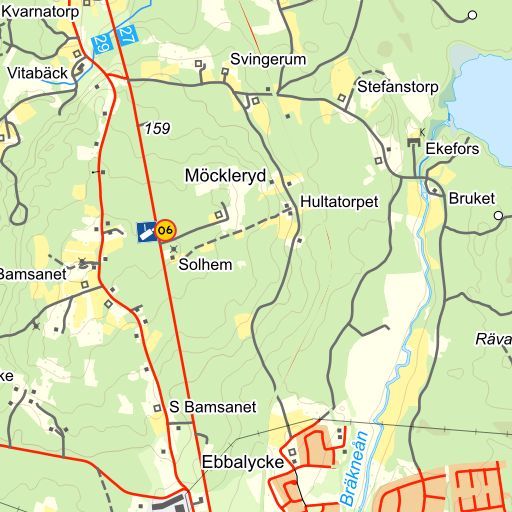 Kvarnatorp
27
29
Vitabäck
Svingerum
Stefanstorp
159
K
Ekefors
Möckleryd
Hultatorpet
Bruket
06
Bamsanet
Solhem
Räva
ke
S Bamsanet
Ebbalycke
Bräkneån